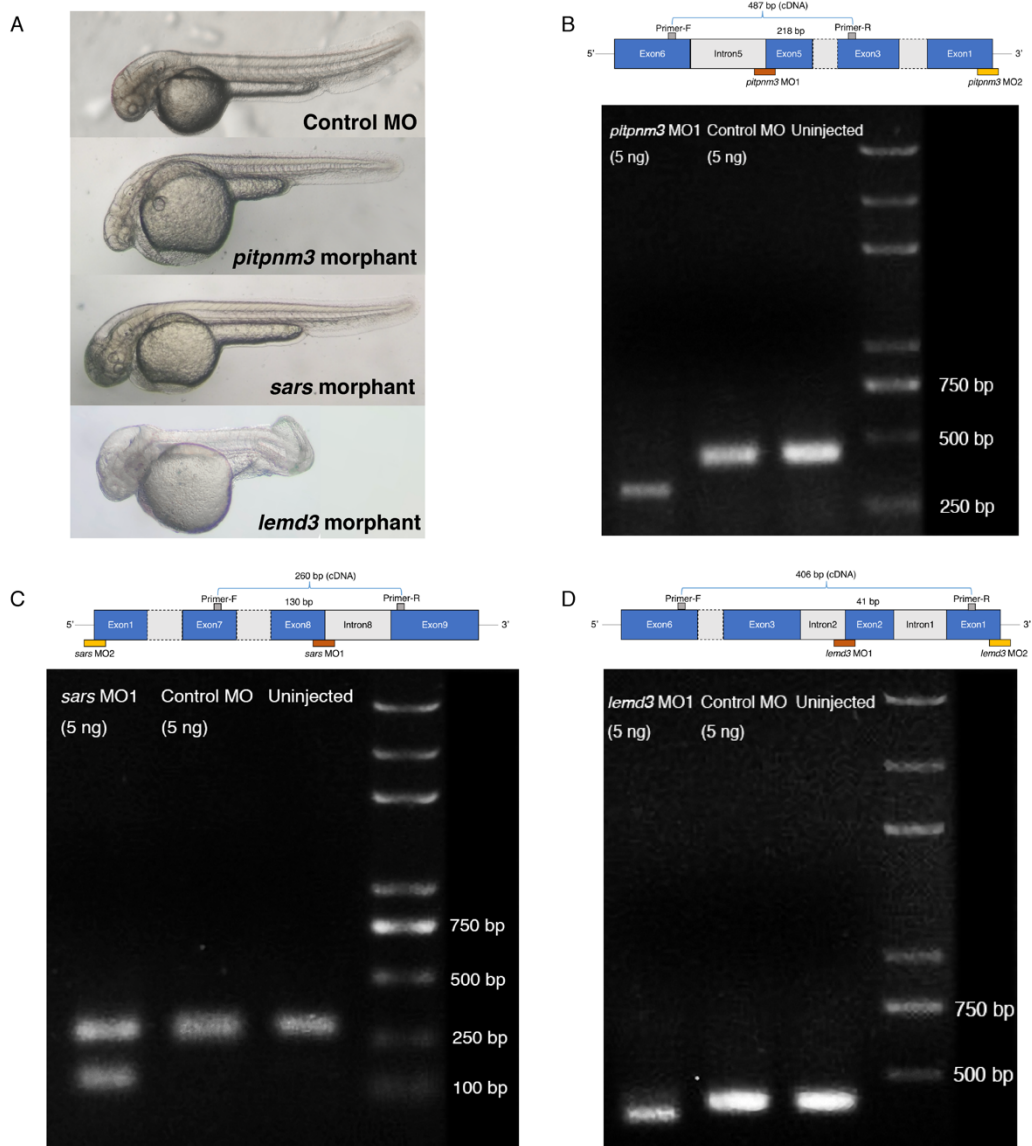 A
Control MO
pitpnm3 morphant
sars morphant
lemd3 morphant
B
487 bp (cDNA)
Primer-F
218 bp
Primer-R
5'
Exon6
Intron5
Exon5
Exon3
Exon1
3'
pitpnm3 MO1
pitpnm3 MO2
pitpnm3 MO1 Control MO Uninjected
(5 ng) (5 ng)
750 bp
500 bp
250 bp
C
260 bp (cDNA)
Primer-F
130 bp
Primer-R
5'
Exon1
Exon7
Exon8
Intron8
Exon9
3'
sars MO2
sars MO1
sars MO1 Control MO Uninjected
(5 ng) (5 ng)
750 bp
500 bp
250 bp
100 bp
D
406 bp (cDNA)
Primer-F
41 bp
Primer-R
5'
Exon6
Exon3
Intron2
Exon2
Intron1
Exon1
3'
lemd3 MO1
lemd3 MO2
lemd3 MO1 Control MO Uninjected
(5 ng) (5 ng)
750 bp
500 bp